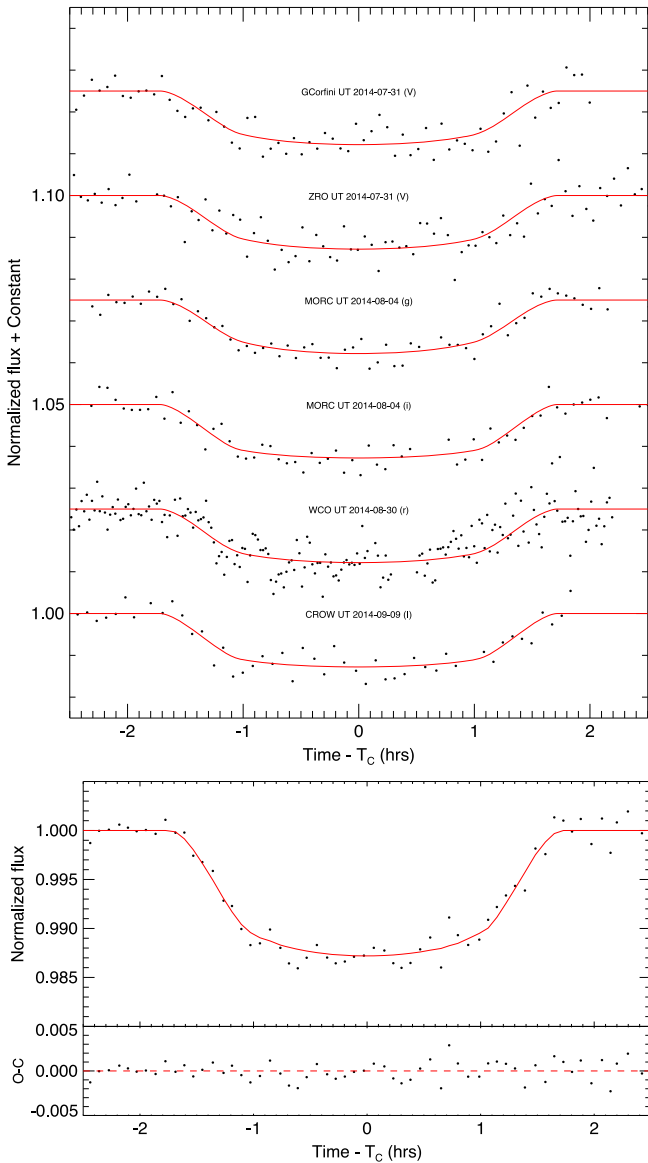 GCorfini UT 2014-07-31 (V)
1.10
ZRO UT 2014-07-31 (V)
MORC UT 2014-08-04 (g)
Normalized flux + Constant
1.05
MORC UT 2014-08-04 (i)
WCO UT 2014-08-30 (r)
1.00
CROW UT 2014-09-09 (I)
-2 -1 0 1 2
Time - TC (hrs)
1.000
0.995
Normalized flux
0.990
0.985
0.005
O-C
0.000
-0.005
-2 -1 0 1 2
Time - TC (hrs)